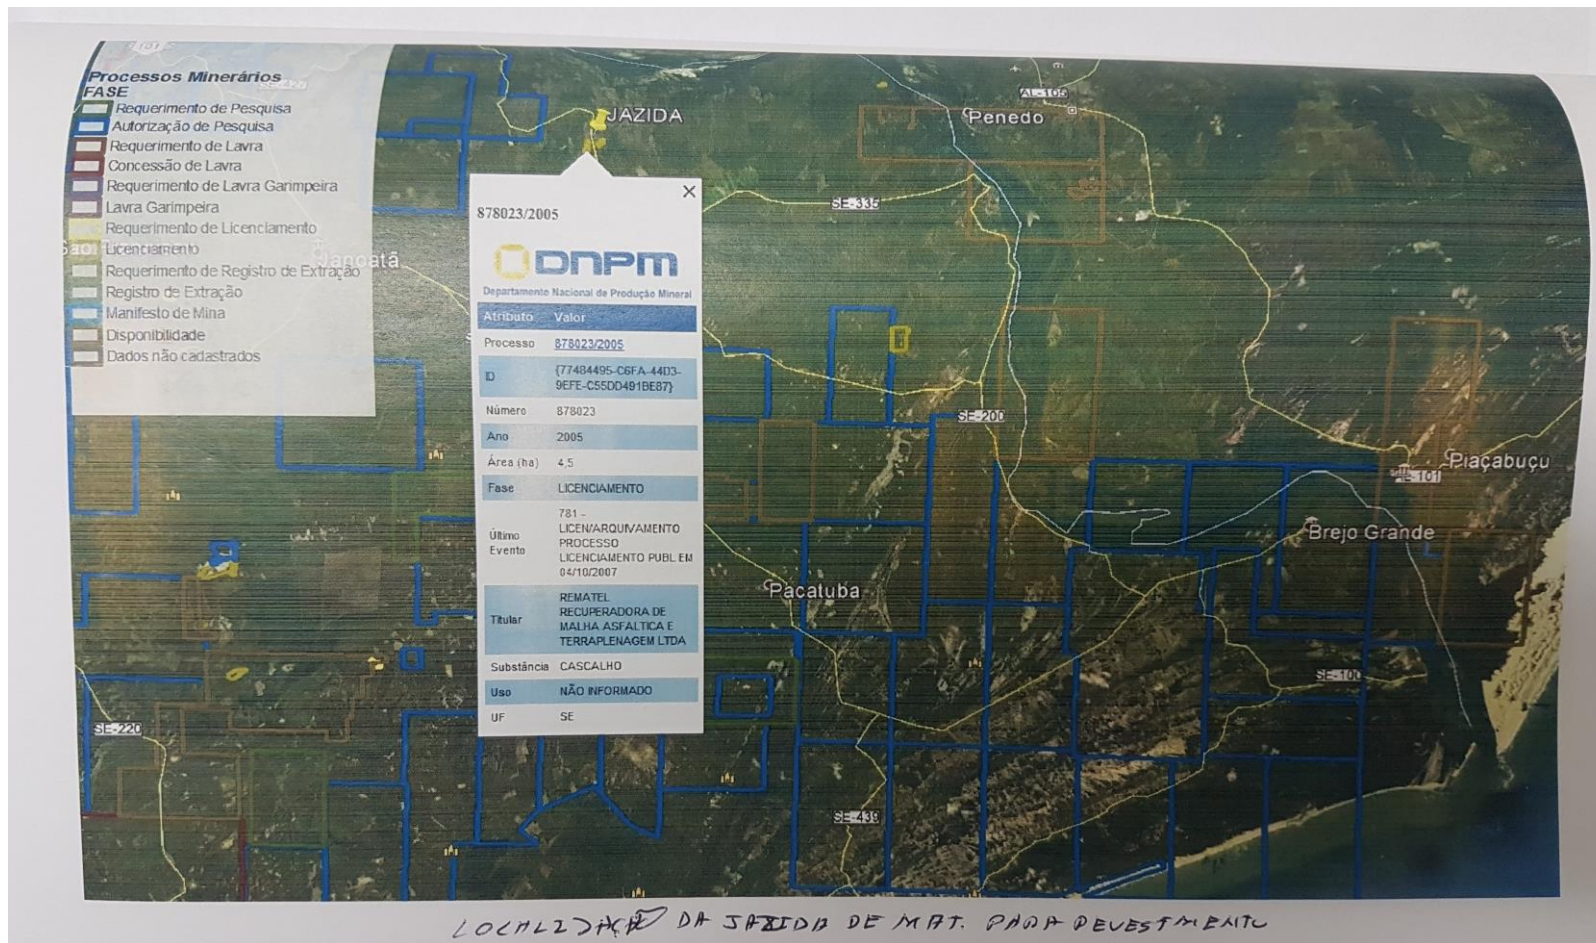 101
Processos Minerários
FASE
Requerimento de Pesquisa
Autorização de Pesquisa
Requerimento de Lavra
Concessão de Lavra
Requerimento de Lavra Garimpeira
Lavra Garimpeira
Requerimento de Licenciamento
Licenciamento
Requerimento de Registro de Extração
Registro de Extração
Manifesto de Mina
Disponibilidade
Dados não cadastrados
São
Japoatã
JAZIDA
Penedo
AL-105
SE-335
878023/2005
DNPM
Departamento Nacional de Produção Mineral
Atributo Valor
Processo 878023/2005
ID {77484495-C6FA-44D3-
9EFE-C55DD491BE87}
Número 878023
Ano 2005
Área (ha) 4,5
Fase LICENCIAMENTO
Último Evento 781 -
LICEN/ARQUIVAMENTO
PROCESSO
LICENCIAMENTO PUBL EM
04/10/2007
Titular REMATEL
RECUPERADORA DE
MALHA ASFALTICA E
TERRAPLENAGEM LTDA
Substância CASCALHO
Uso NÃO INFORMADO
UF SE
SE-200
Piaçabuçu
AL-101
Brejo Grande
Pacatuba
SE-100
SE-220
SE-439
LOCALIZAÇÃO DA JAZIDA DE MAT. PARA REVESTIMENTO